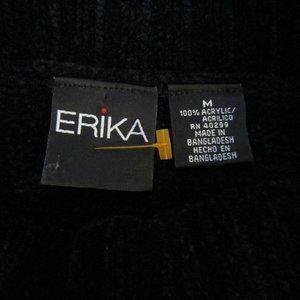 ERiKA
M
100% ACRYLIC/
ACRILICO
RN 40299
MADE IN
BANGLADESH
HECHO EN
BANGLADESH